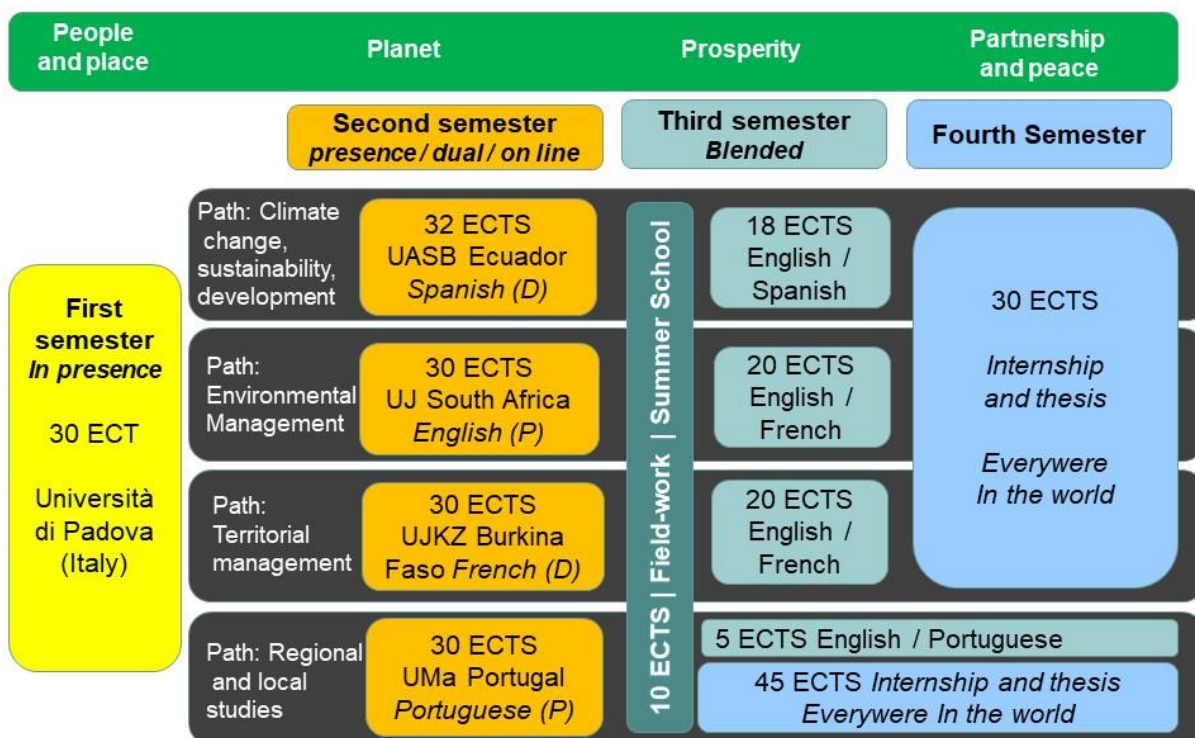 People
and place
Planet
Prosperity
Partnership
and peace
Second semester
presence / dual / on line
Third semester
Blended
Fourth Semester
First
semester
In presence
30 ECT
Università
di Padova
(Italy)
Path: Climate
change,
sustainability,
development
32 ECTS
UASB Ecuador
Spanish (D)
Path:
Environmental
Management
30 ECTS
UJ South Africa
English (P)
Path:
Territorial
management
30 ECTS
UJKZ Burkina
Faso French (D)
Path: Regional
and local
studies
30 ECTS
UMa Portugal
Portuguese (P)
10 ECTS | Field-work | Summer School
18 ECTS
English /
Spanish
20 ECTS
English /
French
20 ECTS
English /
French
30 ECTS
Internship
and thesis
Everywere
In the world
5 ECTS English / Portuguese
45 ECTS Internship and thesis
Everywere In the world